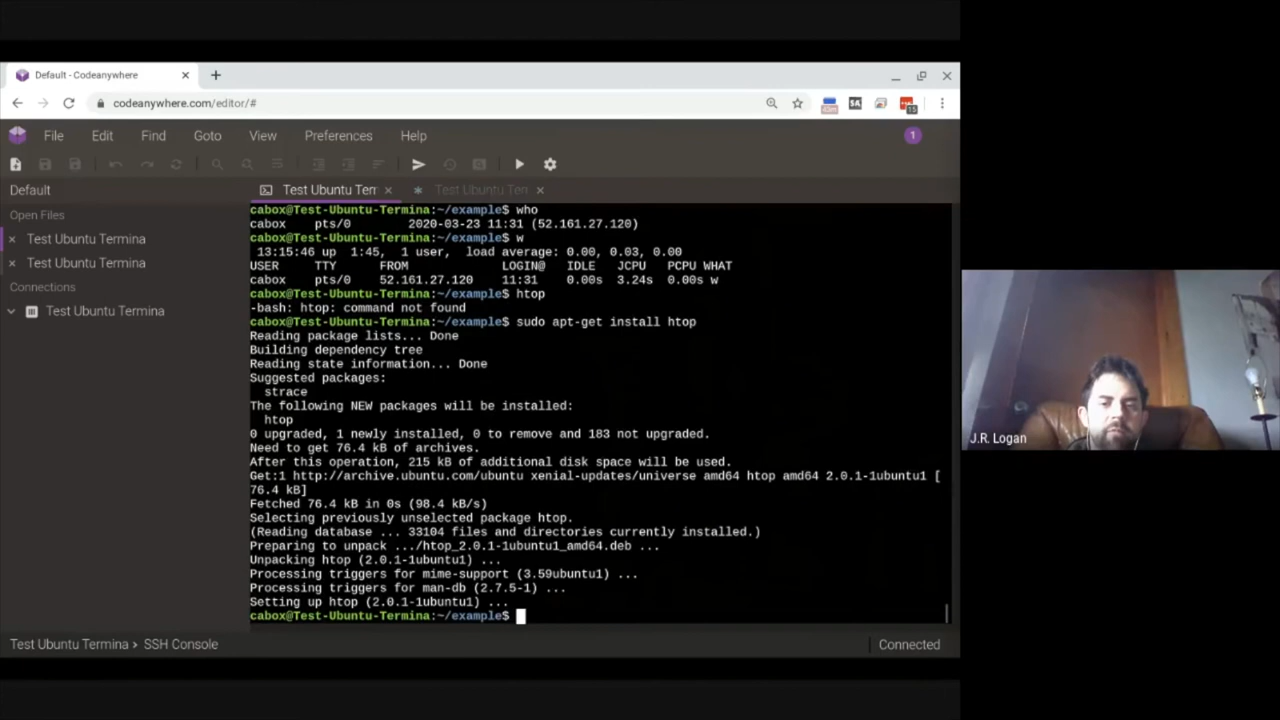 Default - Codeanywhere
codeanywhere.com/editor/#
File Edit Find Goto View Preferences Help
1
Default
Test Ubuntu Terr
Test Ubuntu Terr
Open Files
Test Ubuntu Termina
Test Ubuntu Termina
Connections
Test Ubuntu Termina
cabox@Test-Ubuntu-Termina:~/example$ who
cabox    pts/0        2020-03-23 11:31 (52.161.27.120)
cabox@Test-Ubuntu-Termina:~/example$ w
 13:15:46 up  1:45,  1 user,  load average: 0.00, 0.03, 0.00
USER     TTY      FROM             LOGIN@   IDLE   JCPU   PCPU WHAT
cabox    pts/0    52.161.27.120    11:31    0.00s  3.24s  0.00s w
cabox@Test-Ubuntu-Termina:~/example$ htop
-bash: htop: command not found
cabox@Test-Ubuntu-Termina:~/example$ sudo apt-get install htop
Reading package lists... Done
Building dependency tree
Reading state information... Done
Suggested packages:
  strace
The following NEW packages will be installed:
  htop
0 upgraded, 1 newly installed, 0 to remove and 183 not upgraded.
Need to get 76.4 kB of archives.
After this operation, 215 kB of additional disk space will be used.
Get:1 http://archive.ubuntu.com/ubuntu xenial-updates/universe amd64 htop amd64 2.0.1-1ubuntu1 [
76.4 kB]
Fetched 76.4 kB in 0s (98.4 kB/s)
Selecting previously unselected package htop.
(Reading database ... 33104 files and directories currently installed.)
Preparing to unpack .../htop_2.0.1-1ubuntu1_amd64.deb ...
Unpacking htop (2.0.1-1ubuntu1) ...
Processing triggers for mime-support (3.59ubuntu1) ...
Processing triggers for man-db (2.7.5-1) ...
Setting up htop (2.0.1-1ubuntu1) ...
cabox@Test-Ubuntu-Termina:~/example$
Test Ubuntu Termina › SSH Console
Connected
J.R. Logan